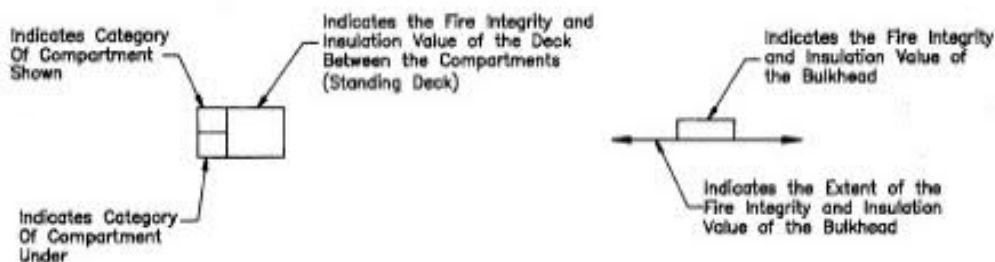 Indicates Category
Of Compartment
Shown
Indicates the Fire Integrity and
Insulation Value of the Deck
Between the Compartments
(Standing Deck)
Indicates Category
Of Compartment
Under
Indicates the Fire Integrity
and Insulation Value of
the Bulkhead
Indicates the Extent of the
Fire Integrity and Insulation
Value of the Bulkhead